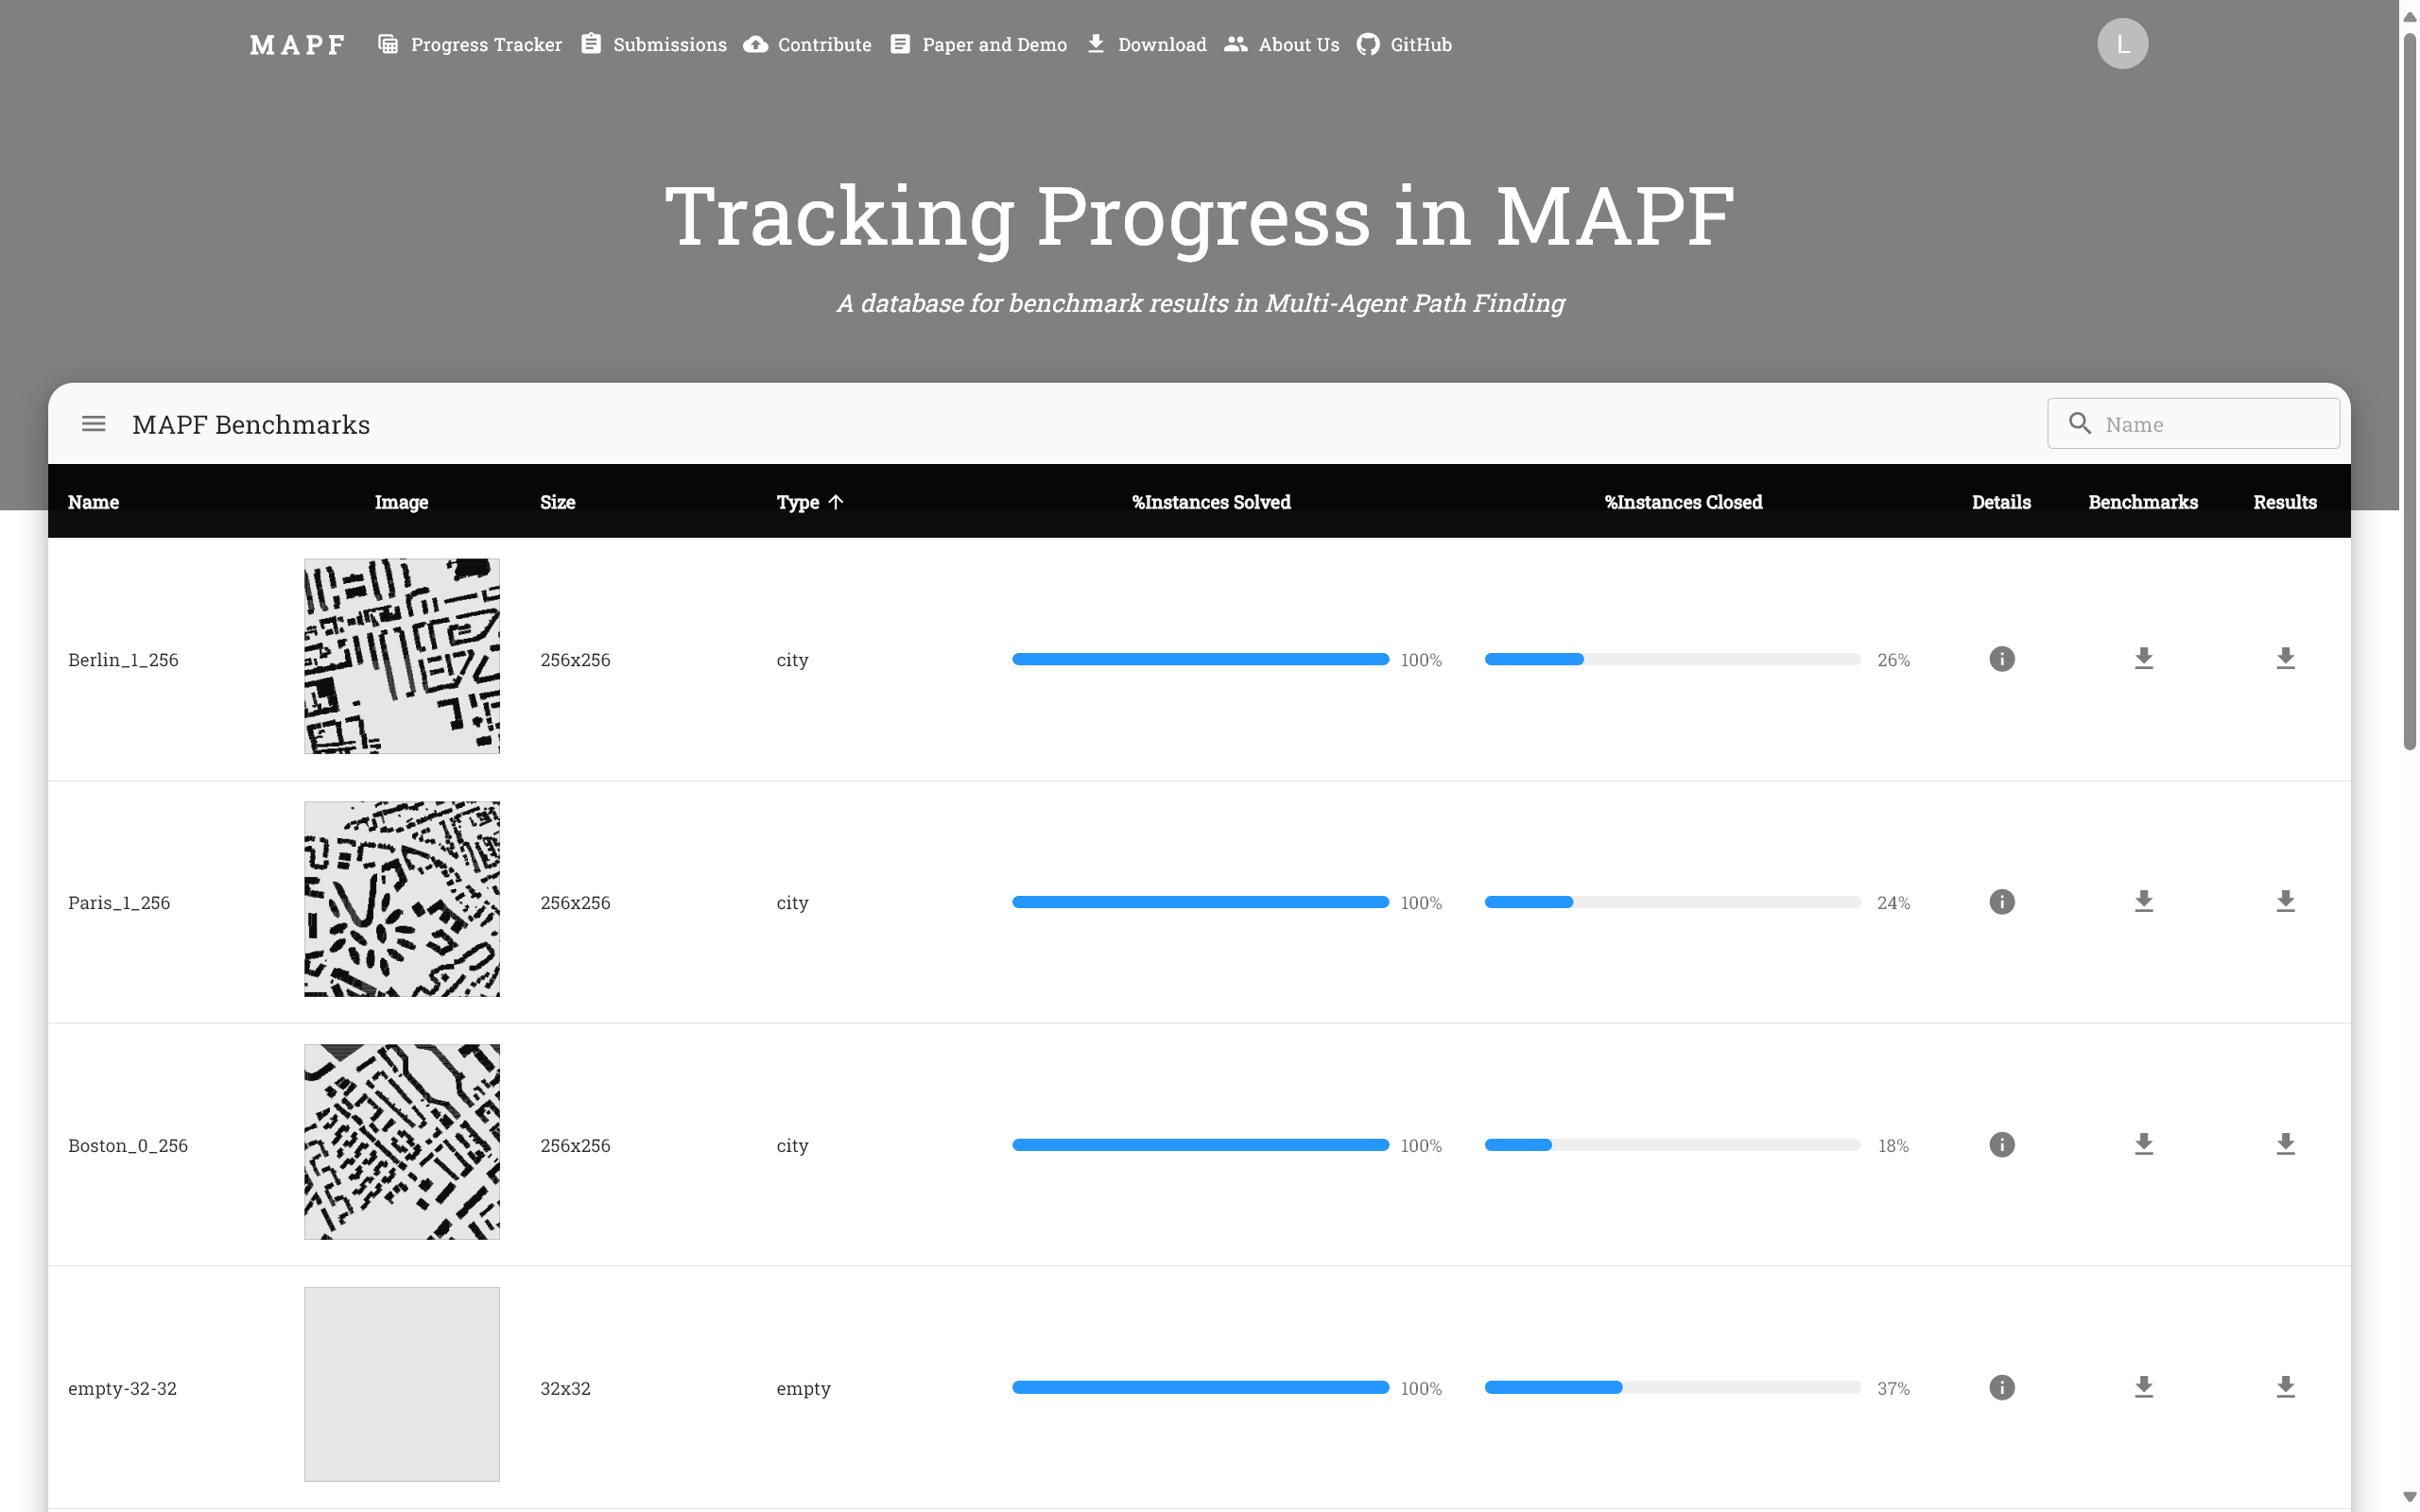 MAPF Progress Tracker Submissions Contribute Paper and Demo Download About Us GitHub L
Tracking Progress in MAPF
A database for benchmark results in Multi-Agent Path Finding
MAPF Benchmarks Name
Name Image Size Type %Instances Solved %Instances Closed Details Benchmarks Results
Berlin_1_256 256x256 city 100% 26%
Paris_1_256 256x256 city 100% 24%
Boston_0_256 256x256 city 100% 18%
empty-32-32 32x32 empty 100% 37%